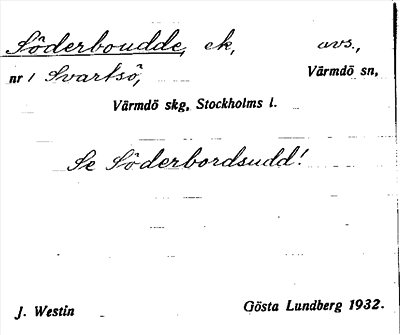 Söderboudde, ek, avs.,
nr 1 Svartsö, Värmdö sn,
Värmdö skg, Stockholms l.
Se Söderbordsudd!
J. Westin Gösta Lundberg 1932.